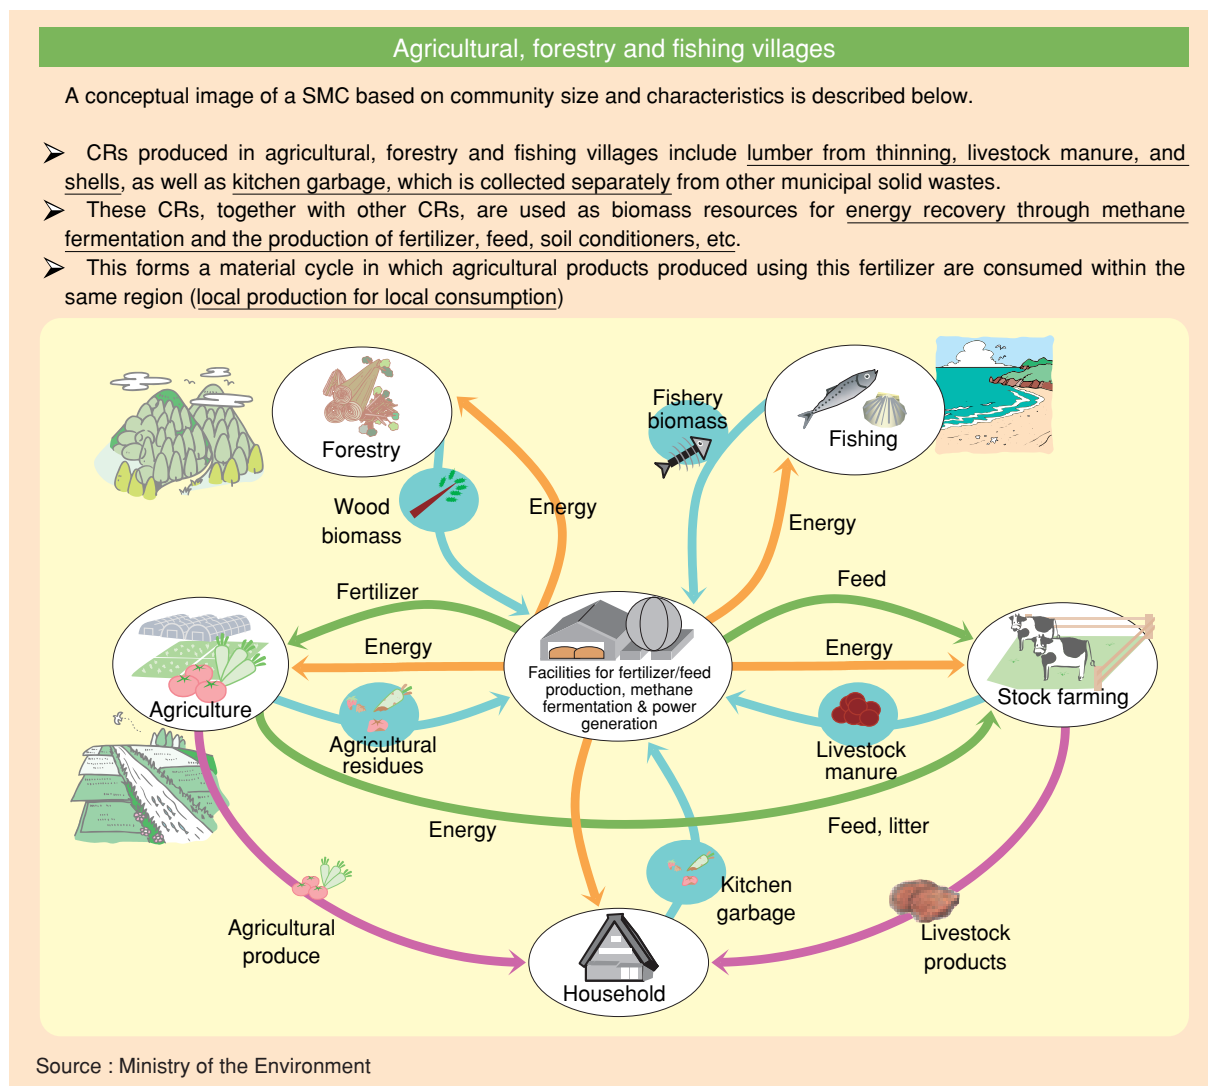 Agricultural, forestry and fishing villages
A conceptual image of a SMC based on community size and characteristics is described below.
➢ CRs produced in agricultural, forestry and fishing villages include lumber from thinning, livestock manure, and
shells, as well as kitchen garbage, which is collected separately from other municipal solid wastes.
➢ These CRs, together with other CRs, are used as biomass resources for energy recovery through methane
fermentation and the production of fertilizer, feed, soil conditioners, etc.
➢ This forms a material cycle in which agricultural products produced using this fertilizer are consumed within the
same region (local production for local consumption)
Forestry
Fishery
biomass
Fishing
Wood
biomass
Energy
Energy
Fertilizer
Feed
Energy
Energy
Agriculture
Facilities for fertilizer/feed
production, methane
fermentation & power
generation
Stock farming
Agricultural
residues
Livestock
manure
Energy
Feed, litter
Kitchen
garbage
Agricultural
produce
Livestock
products
Household
Source : Ministry of the Environment